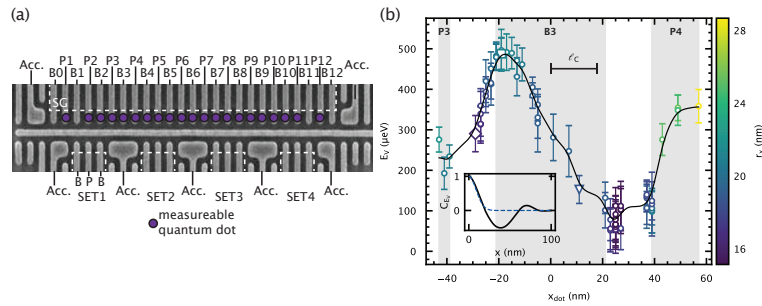 (a)
P1 P2 P3 P4 P5 P6 P7 P8 P9 P10 P11 P12
Acc. B0 B1 B2 B3 B4 B5 B6 B7 B8 B9 B10 B11 B12 Acc.
SG
B P B
Acc. SET1 Acc. SET2 Acc. SET3 Acc. SET4 Acc.
measureable
quantum dot
(b)
P3 B3 P4
ℓC
500
400
300
200
100
0
EV (μeV)
1
0
CEV
0 100
x (nm)
−40 −20 0 20 40 60
xdot (nm)
28
24
20
16
rx (nm)